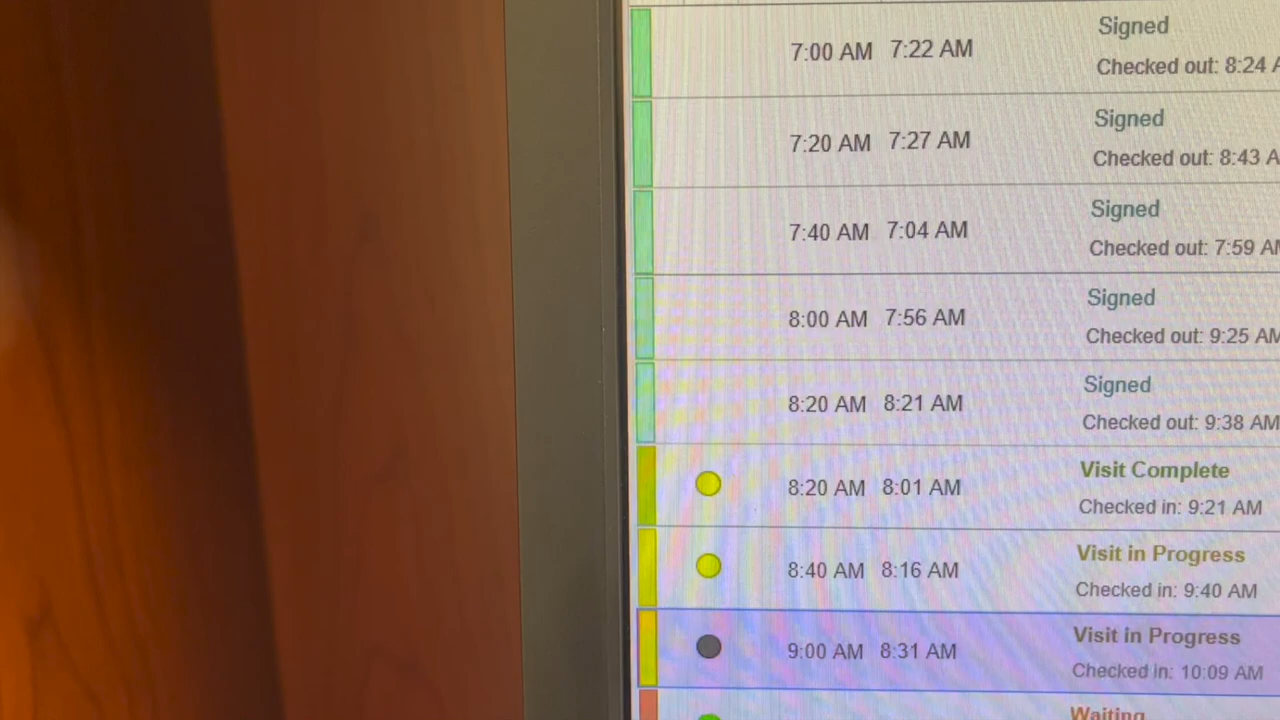 7:00 AM 7:22 AM Signed
Checked out: 8:24
7:20 AM 7:27 AM Signed
Checked out: 8:43
7:40 AM 7:04 AM Signed
Checked out: 7:59 AM
8:00 AM 7:56 AM Signed
Checked out: 9:25 AM
8:20 AM 8:21 AM Signed
Checked out: 9:38 AM
8:20 AM 8:01 AM Visit Complete
Checked in: 9:21 AM
8:40 AM 8:16 AM Visit in Progress
Checked in: 9:40 AM
9:00 AM 8:31 AM Visit in Progress
Checked in: 10:09 AM
Waiting